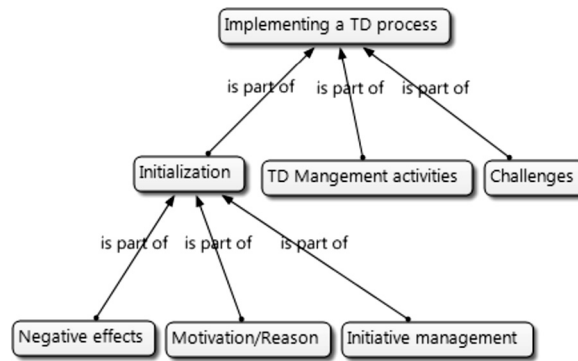 Implementing a TD process
is part of
is part of
is part of
Initialization
TD Mangement activities
Challenges
is part of
is part of
is part of
Negative effects
Motivation/Reason
Initiative management